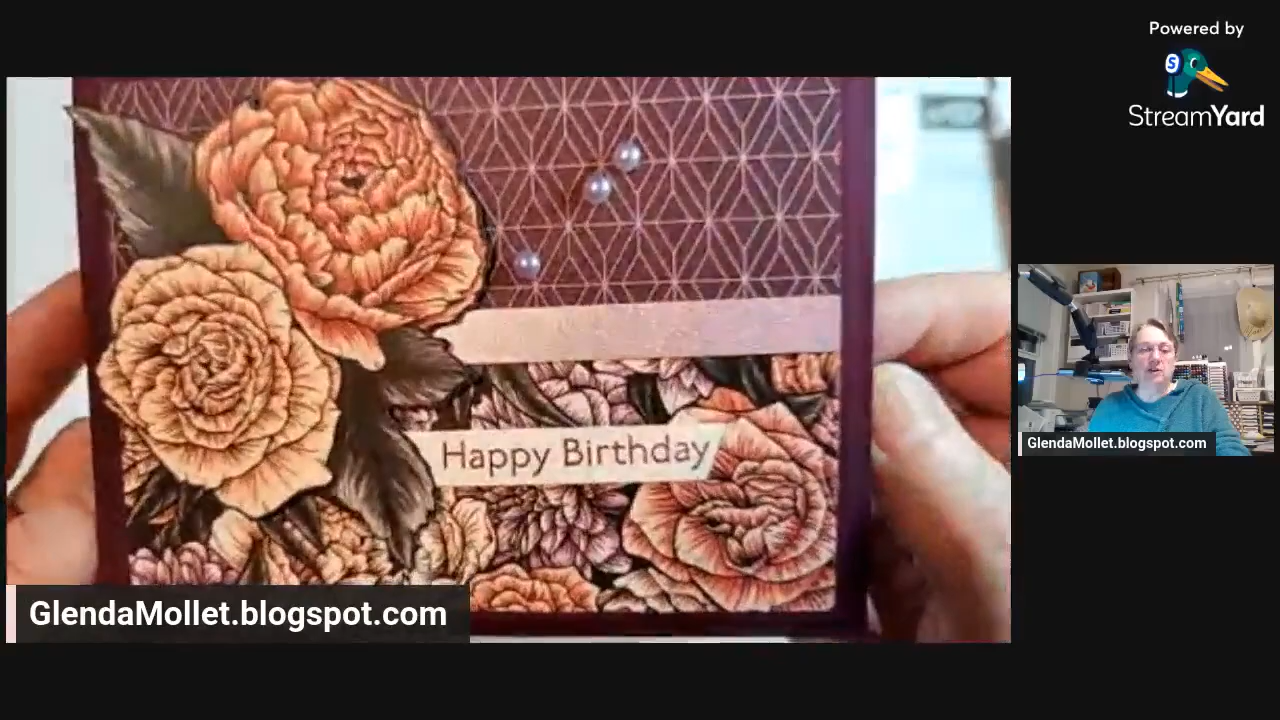 Powered by
S
StreamYard
Happy Birthday
GlendaMollet.blogspot.com
GlendaMollet.blogspot.com